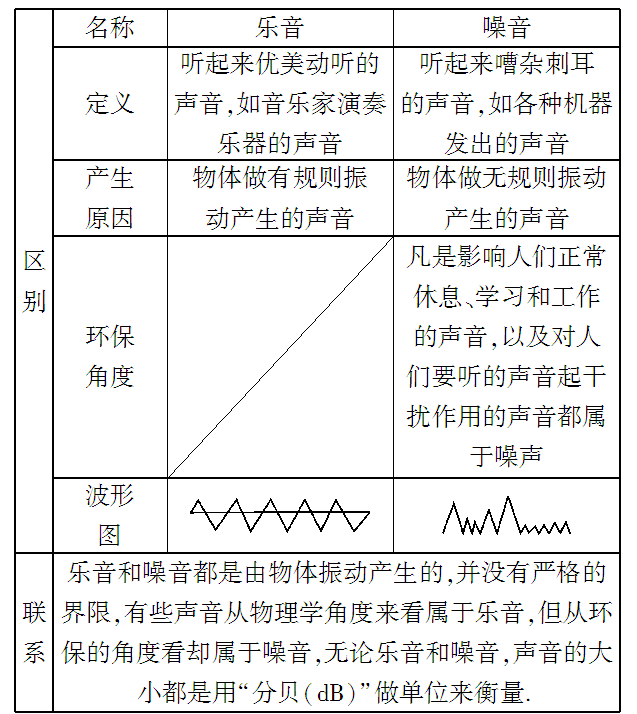 名称 乐音 噪音
定义
听起来优美动听的
声音,如音乐家演奏
乐器的声音
听起来嘈杂刺耳
的声音,如各种机器
发出的声音
产生
原因
物体做有规则振
动产生的声音
物体做无规则振动
产生的声音
区
别
环保
角度
凡是影响人们正常
休息、学习和工作
的声音,以及对人
们要听的声音起干
扰作用的声音都属
于噪声
波形
图
联
系
乐音和噪音都是由物体振动产生的,并没有严格的
界限,有些声音从物理学角度来看属于乐音,但从环
保的角度看却属于噪音,无论乐音和噪音,声音的大
小都是用“分贝(dB)”做单位来衡量.